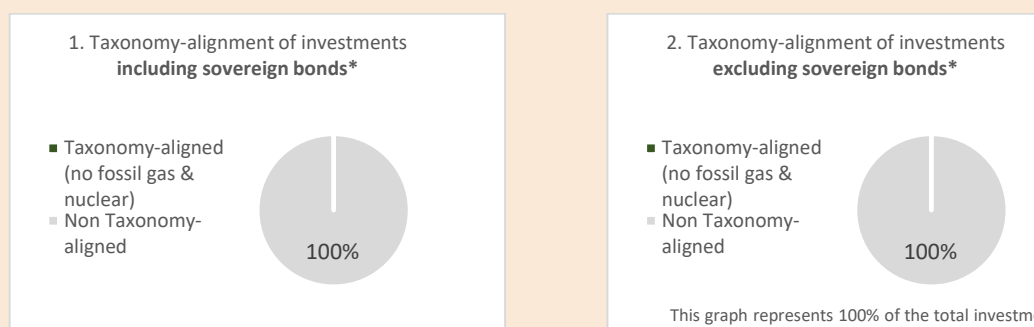 1. Taxonomy-alignment of investments
including sovereign bonds*
Taxonomy-aligned
(no fossil gas &
nuclear)
Non Taxonomy-
aligned
100%
2. Taxonomy-alignment of investments
excluding sovereign bonds*
Taxonomy-aligned
(no fossil gas &
nuclear)
Non Taxonomy-
aligned
100%
This graph represents 100% of the total